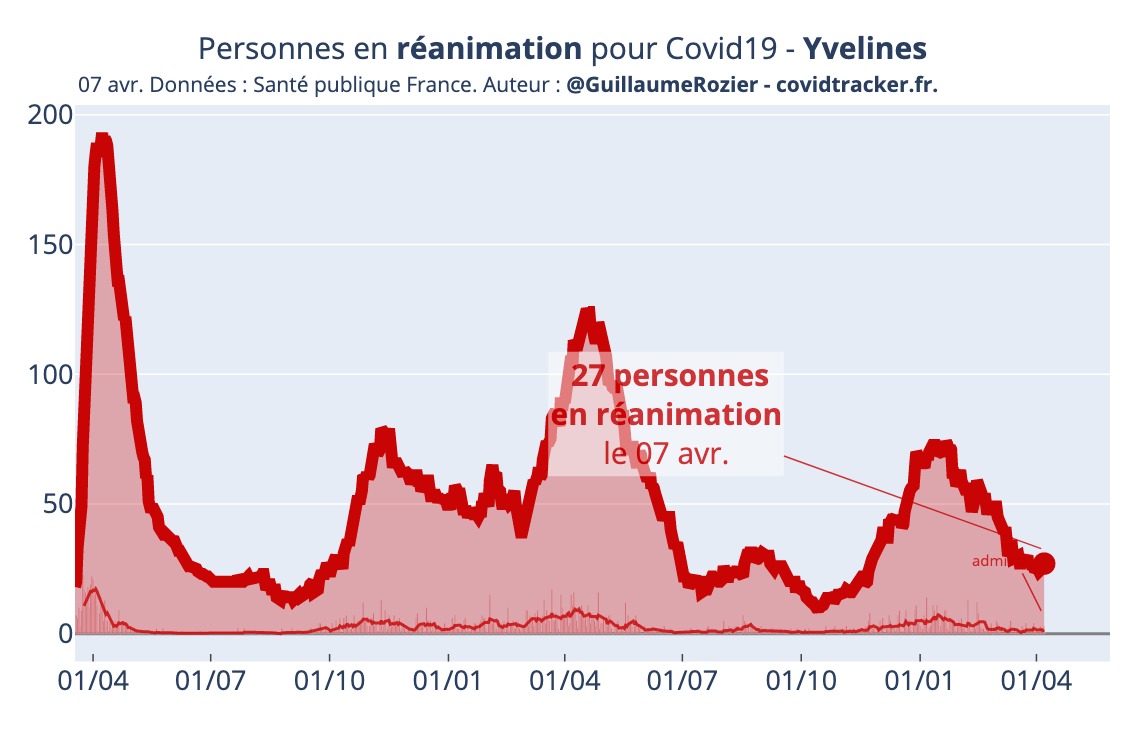 Personnes en réanimation pour Covid19 - Yvelines
07 avr. Données : Santé publique France. Auteur : @GuillaumeRozier - covidtracker.fr.
200
150
100
50
0
27 personnes
en réanimation
le 07 avr.
01/04 01/07 01/10 01/01 01/04 01/07 01/10 01/01 01/04